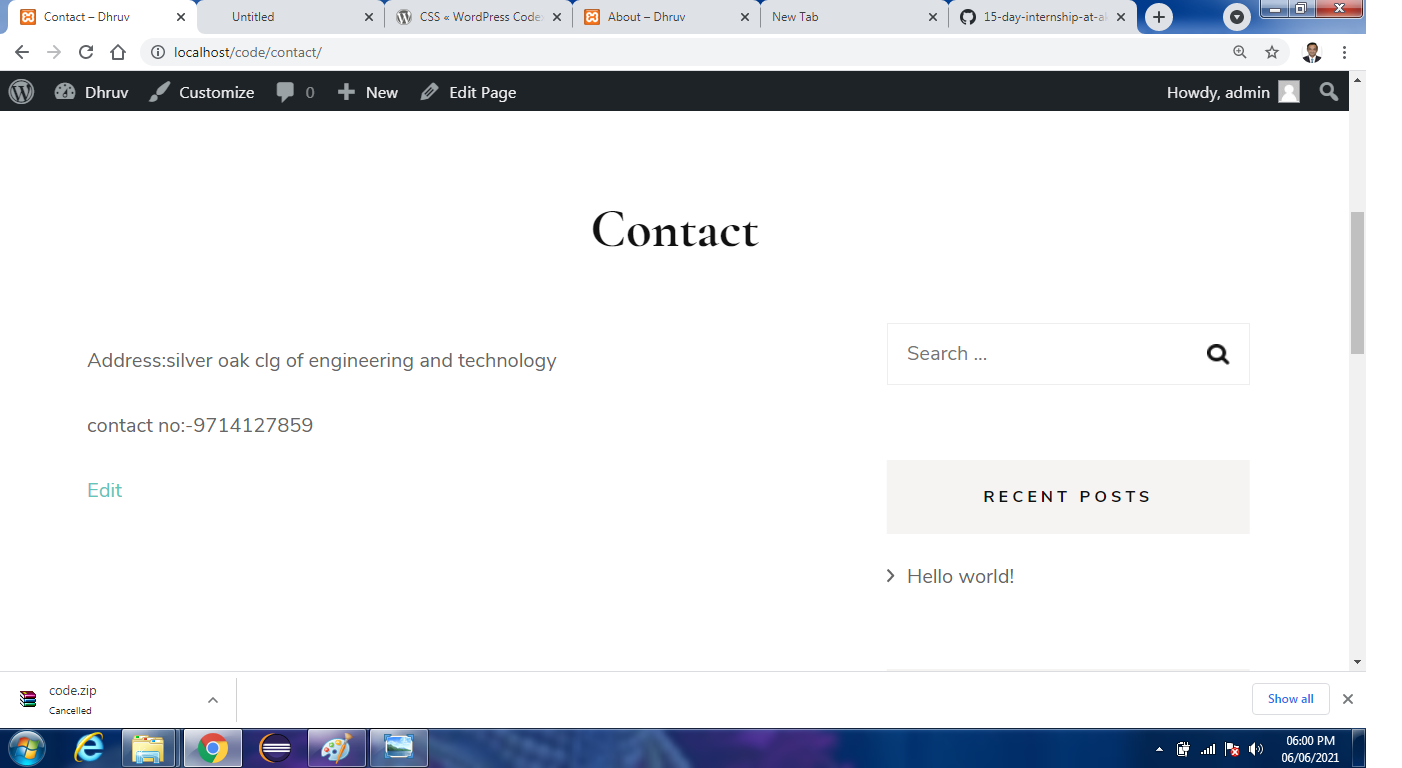 Contact – Dhruv
Untitled
CSS « WordPress Codex
About – Dhruv
New Tab
15-day-internship-at-al
localhost/code/contact/
Dhruv
Customize
0
New
Edit Page
Howdy, admin
Contact
Address:silver oak clg of engineering and technology
contact no:-9714127859
Edit
Search ...
RECENT POSTS
Hello world!
code.zip
Cancelled
Show all
06:00 PM
06/06/2021